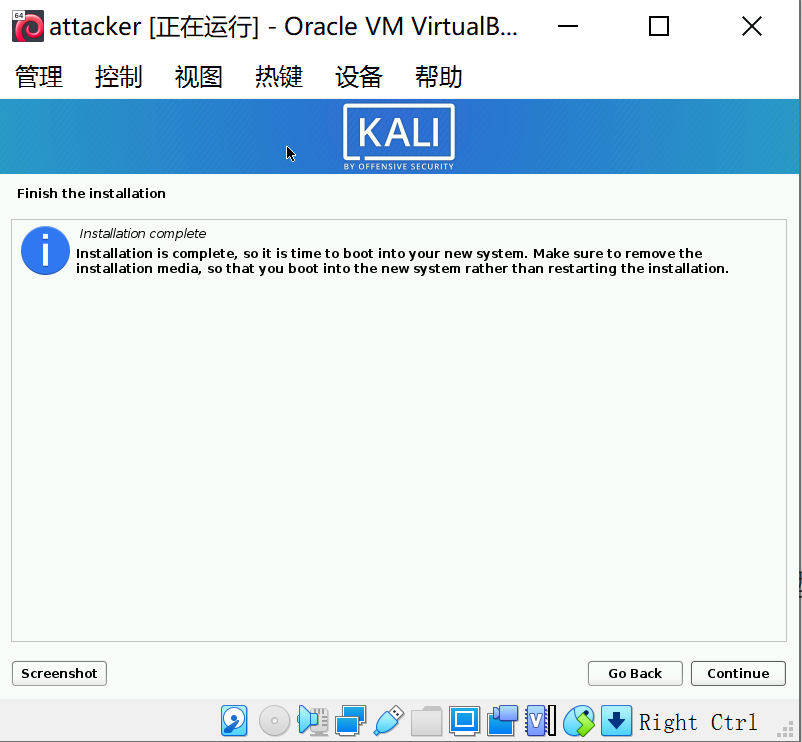 attacker [正在运行] - Oracle VM VirtualB...
管理 控制 视图 热键 设备 帮助
KALI
BY OFFENSIVE SECURITY
Finish the installation
Installation complete
Installation is complete, so it is time to boot into your new system. Make sure to remove the
installation media, so that you boot into the new system rather than restarting the installation.
Screenshot Go Back Continue
Right Ctrl